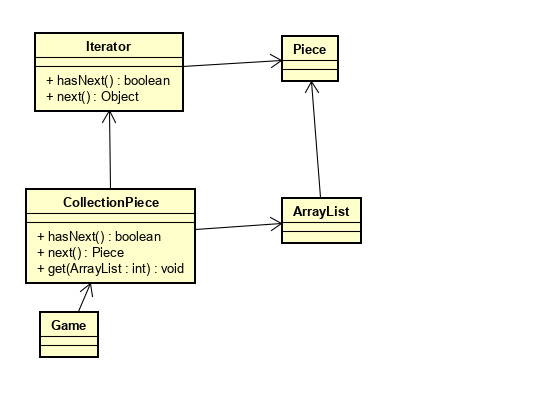 Iterator
+ hasNext() : boolean
+ next() : Object
Piece
CollectionPiece
+ hasNext() : boolean
+ next() : Piece
+ get(ArrayList : int) : void
ArrayList
Game